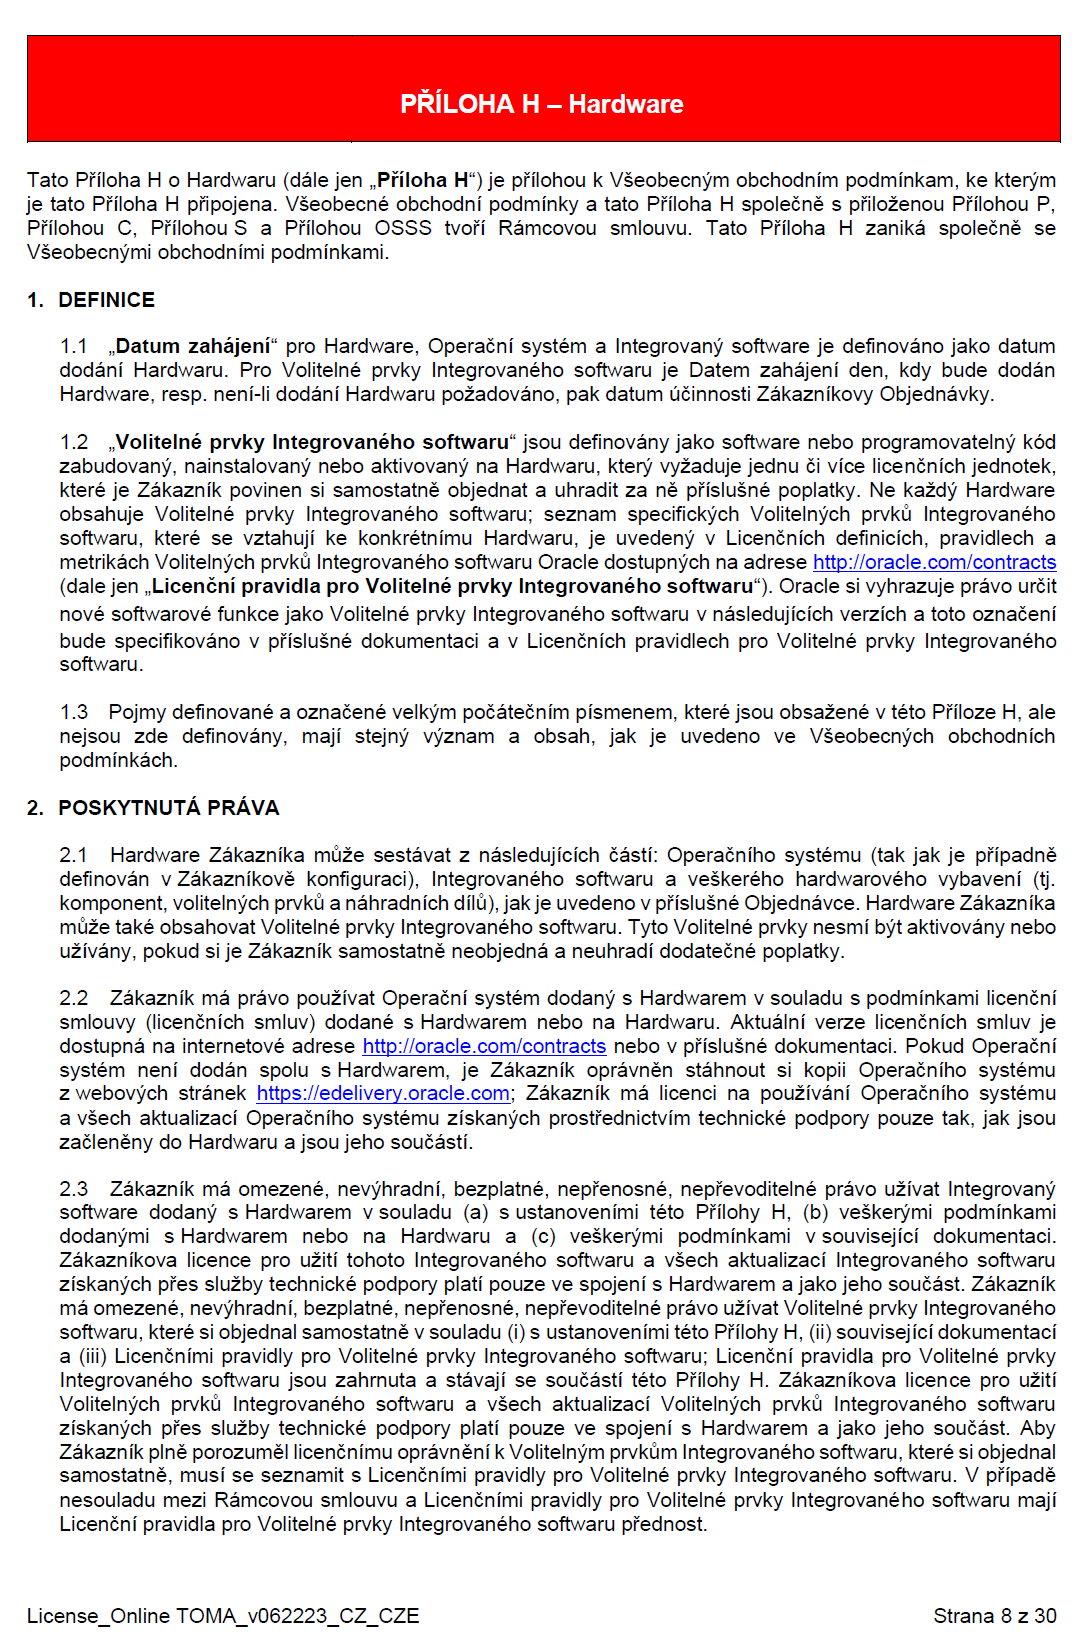 PŘÍLOHA H – Hardware
Tato Příloha H o Hardwaru (dále jen „Příloha H“) je přílohou k Všeobecným obchodním podmínkam, ke kterým
je tato Příloha H připojena. Všeobecné obchodní podmínky a tato Příloha H společně s přiloženou Přílohou P,
Přílohou C, Přílohou S a Přílohou OSSS tvoří Rámcovou smlouvu. Tato Příloha H zaniká společně se
Všeobecnými obchodními podmínkami.
1. DEFINICE
1.1 „Datum zahájení“ pro Hardware, Operační systém a Integrovaný software je definováno jako datum
dodání Hardwaru. Pro Volitelné prvky Integrovaného softwaru je Datem zahájení den, kdy bude dodán
Hardware, resp. není-li dodání Hardwaru požadováno, pak datum účinnosti Zákazníkovy Objednávky.
1.2 „Volitelné prvky Integrovaného softwaru“ jsou definovány jako software nebo programovatelný kód
zabudovaný, nainstalovaný nebo aktivovaný na Hardwaru, který vyžaduje jednu či více licenčních jednotek,
které je Zákazník povinen si samostatně objednat a uhradit za ně příslušné poplatky. Ne každý Hardware
obsahuje Volitelné prvky Integrovaného softwaru; seznam specifických Volitelných prvků Integrovaného
softwaru, které se vztahují ke konkrétnímu Hardwaru, je uvedený v Licenčních definicích, pravidlech a
metrikách Volitelných prvků Integrovaného softwaru Oracle dostupných na adrese http://oracle.com/contracts
(dale jen „Licenční pravidla pro Volitelné prvky Integrovaného softwaru“). Oracle si vyhrazuje právo určit
nové softwarové funkce jako Volitelné prvky Integrovaného softwaru v následujících verzích a toto označení
bude specifikováno v příslušné dokumentaci a v Licenčních pravidlech pro Volitelné prvky Integrovaného
softwaru.
1.3 Pojmy definované a označené velkým počátečním písmenem, které jsou obsažené v této Příloze H, ale
nejsou zde definovány, mají stejný význam a obsah, jak je uvedeno ve Všeobecných obchodních
podmínkách.
2. POSKYTNUTÁ PRÁVA
2.1 Hardware Zákazníka může sestávat z následujících částí: Operačního systému (tak jak je případně
definován v Zákazníkově konfiguraci), Integrovaného softwaru a veškerého hardwarového vybavení (tj.
komponent, volitelných prvků a náhradních dílů), jak je uvedeno v příslušné Objednávce. Hardware Zákazníka
může také obsahovat Volitelné prvky Integrovaného softwaru. Tyto Volitelné prvky nesmí být aktivovány nebo
užívány, pokud si je Zákazník samostatně neobjedná a neuhradí dodatečné poplatky.
2.2 Zákazník má právo používat Operační systém dodaný s Hardwarem v souladu s podmínkami licenční
smlouvy (licenčních smluv) dodané s Hardwarem nebo na Hardwaru. Aktuální verze licenčních smluv je
dostupná na internetové adrese http://oracle.com/contracts nebo v příslušné dokumentaci. Pokud Operační
systém není dodán spolu s Hardwarem, je Zákazník oprávněn stáhnout si kopii Operačního systému
z webových stránek https://edelivery.oracle.com; Zákazník má licenci na používání Operačního systému
a všech aktualizací Operačního systému získaných prostřednictvím technické podpory pouze tak, jak jsou
začleněny do Hardwaru a jsou jeho součástí.
2.3 Zákazník má omezené, nevýhradní, bezplatné, nepřenosné, nepřevoditelné právo užívat Integrovaný
software dodaný s Hardwarem v souladu (a) s ustanoveními této Přílohy H, (b) veškerými podmínkami
dodanými s Hardwarem nebo na Hardwaru a (c) veškerými podmínkami v související dokumentaci.
Zákazníkova licence pro užití tohoto Integrovaného softwaru a všech aktualizací Integrovaného softwaru
získaných přes služby technické podpory platí pouze ve spojení s Hardwarem a jako jeho součást. Zákazník
má omezené, nevýhradní, bezplatné, nepřenosné, nepřevoditelné právo užívat Volitelné prvky Integrovaného
softwaru, které si objednal samostatně v souladu (i) s ustanoveními této Přílohy H, (ii) související dokumentací
a (iii) Licenčními pravidly pro Volitelné prvky Integrovaného softwaru; Licenční pravidla pro Volitelné prvky
Integrovaného softwaru jsou zahrnuta a stávají se součástí této Přílohy H. Zákazníkova licence pro užití
Volitelných prvků Integrovaného softwaru a všech aktualizací Volitelných prvků Integrovaného softwaru
získaných přes služby technické podpory platí pouze ve spojení s Hardwarem a jako jeho součást. Aby
Zákazník plně porozuměl licenčnímu oprávnění k Volitelným prvkům Integrovaného softwaru, které si objednal
samostatně, musí se seznamit s Licenčními pravidly pro Volitelné prvky Integrovaného softwaru. V případě
nesouladu mezi Rámcovou smlouvu a Licenčními pravidly pro Volitelné prvky Integrovaného softwaru mají
Licenční pravidla pro Volitelné prvky Integrovaného softwaru přednost.
License_Online TOMA_v062223_CZ_CZE
Strana 8 z 30